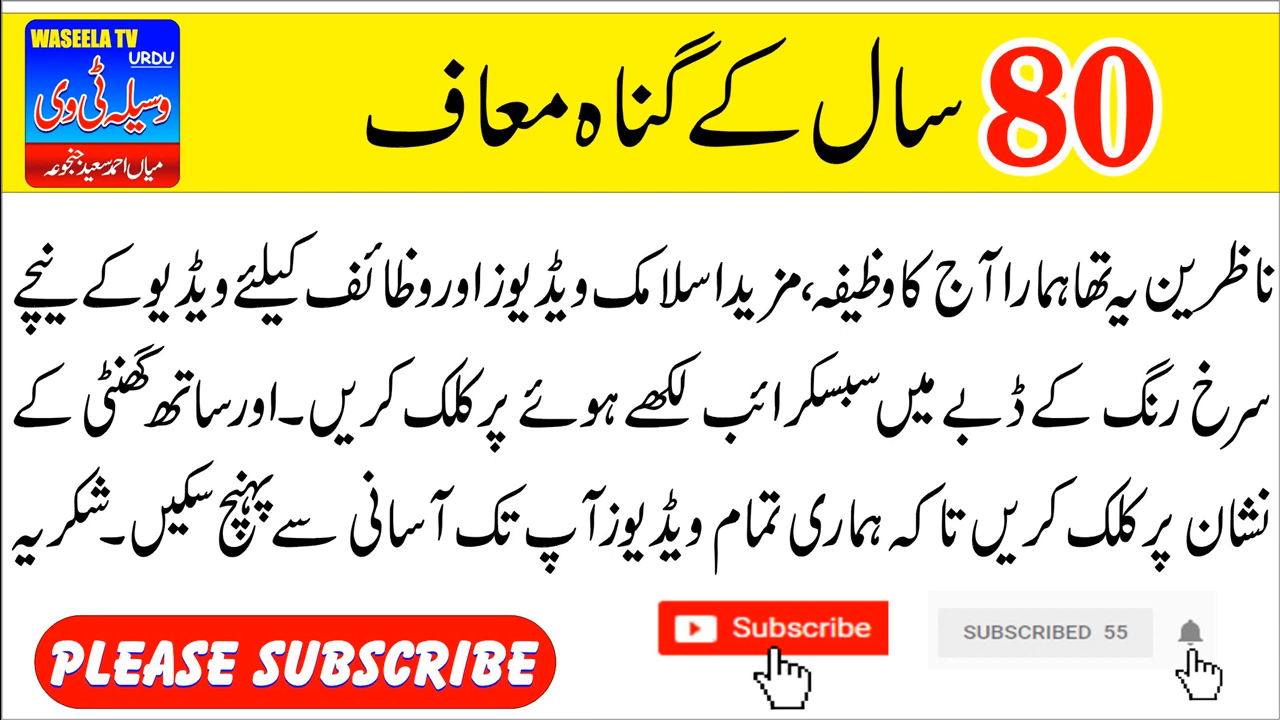 WASEELA TV
URDU
وسیلہ ٹی وی
میاں احمد سعید جنجوعہ
80 سال کے گناہ معاف
ناظرین یہ تھا ہمارا آج کا وظیفہ، مزید اسلامک ویڈیوز اور وظائف کیلئے ویڈیو کے نیچے
سرخ رنگ کے ڈبے میں سبسکرائب لکھے ہوئے پر کلک کریں۔ اور ساتھ گھنٹی کے
نشان پر کلک کریں تا کہ ہماری تمام ویڈیوز آپ تک آسانی سے پہنچ سکیں۔ شکریہ
PLEASE SUBSCRIBE
Subscribe
SUBSCRIBED 55